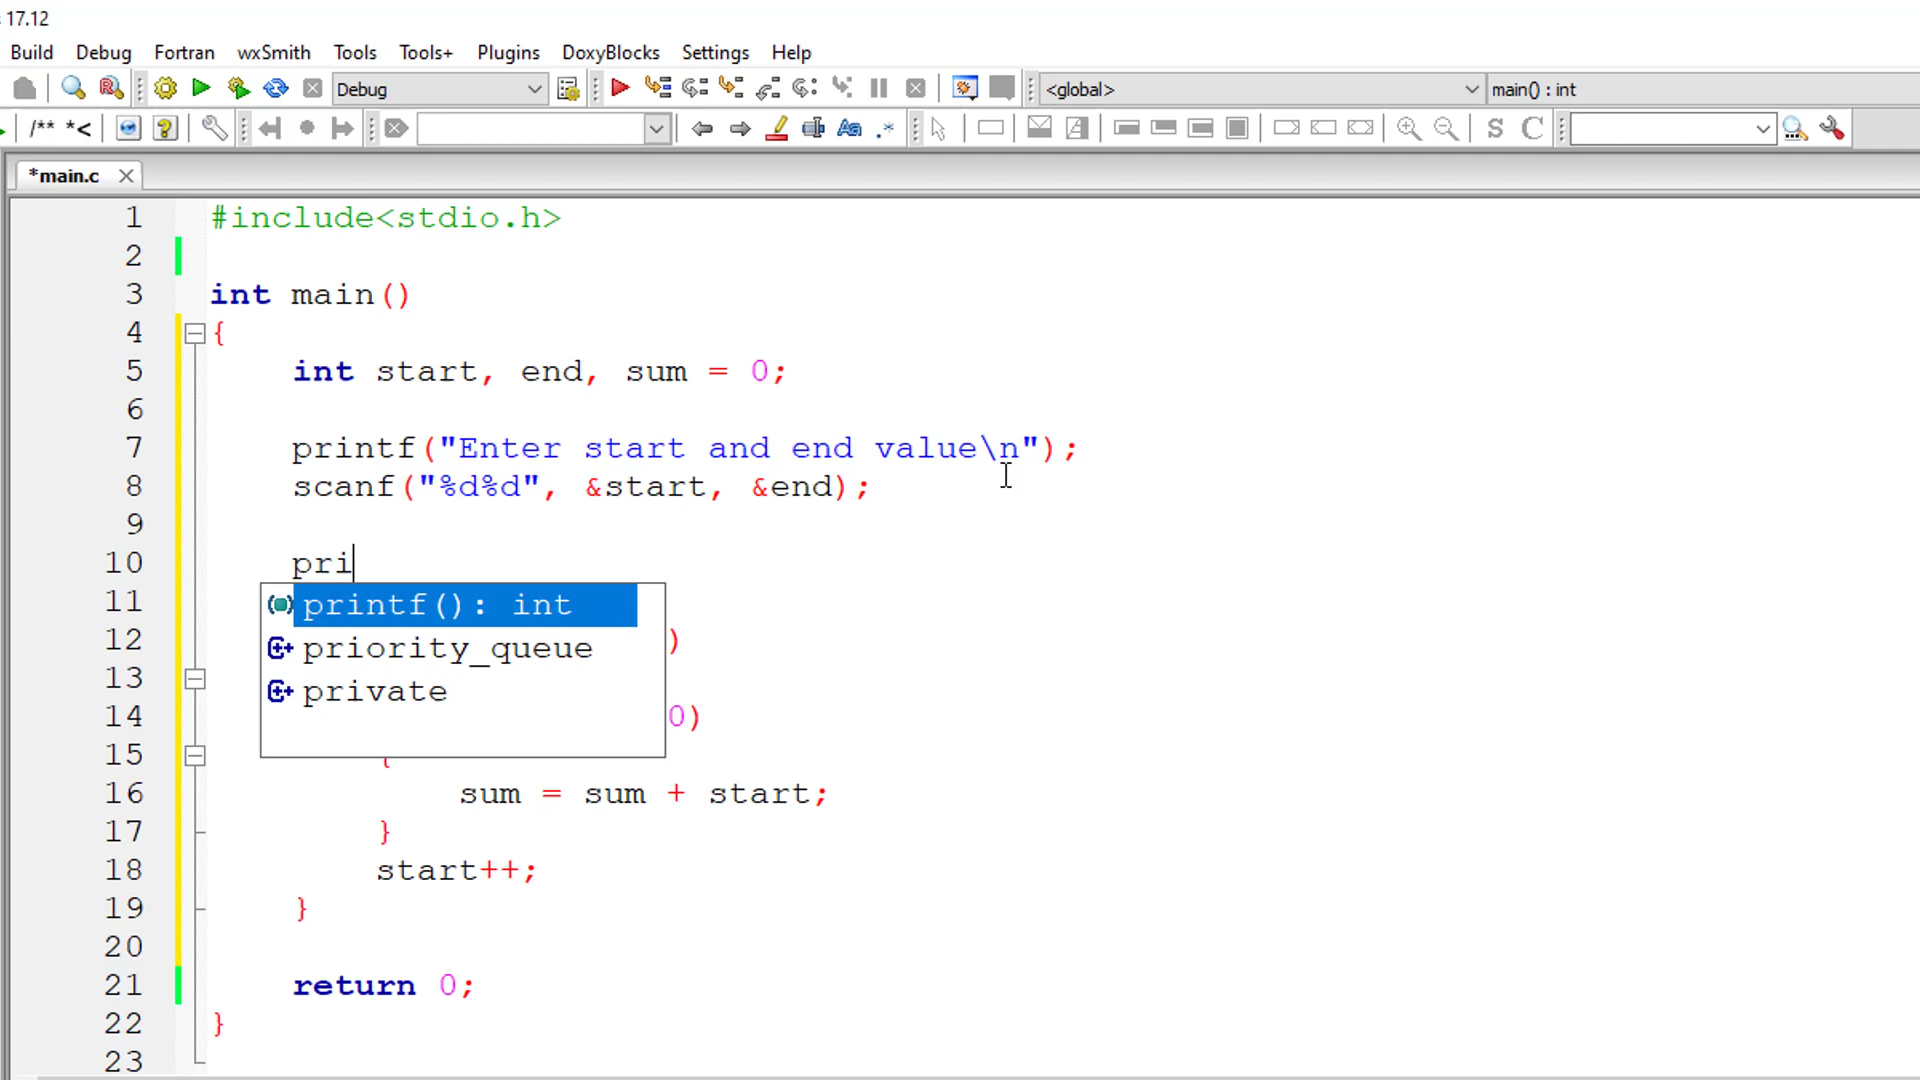 17.12
Build Debug Fortran wxSmith Tools Tools+ Plugins DoxyBlocks Settings Help
Debug <global> main() : int
/** *< Aa .* S C
*main.c
1 #include<stdio.h>
2
3 int main()
4 {
5 int start, end, sum = 0;
6
7 printf("Enter start and end value\n");
8 scanf("%d%d", &start, &end);
9
10 pri
11 printf(): int
12 priority_queue )
13 private
14 0)
15 {
16 sum = sum + start;
17 }
18 start++;
19 }
20
21 return 0;
22 }
23